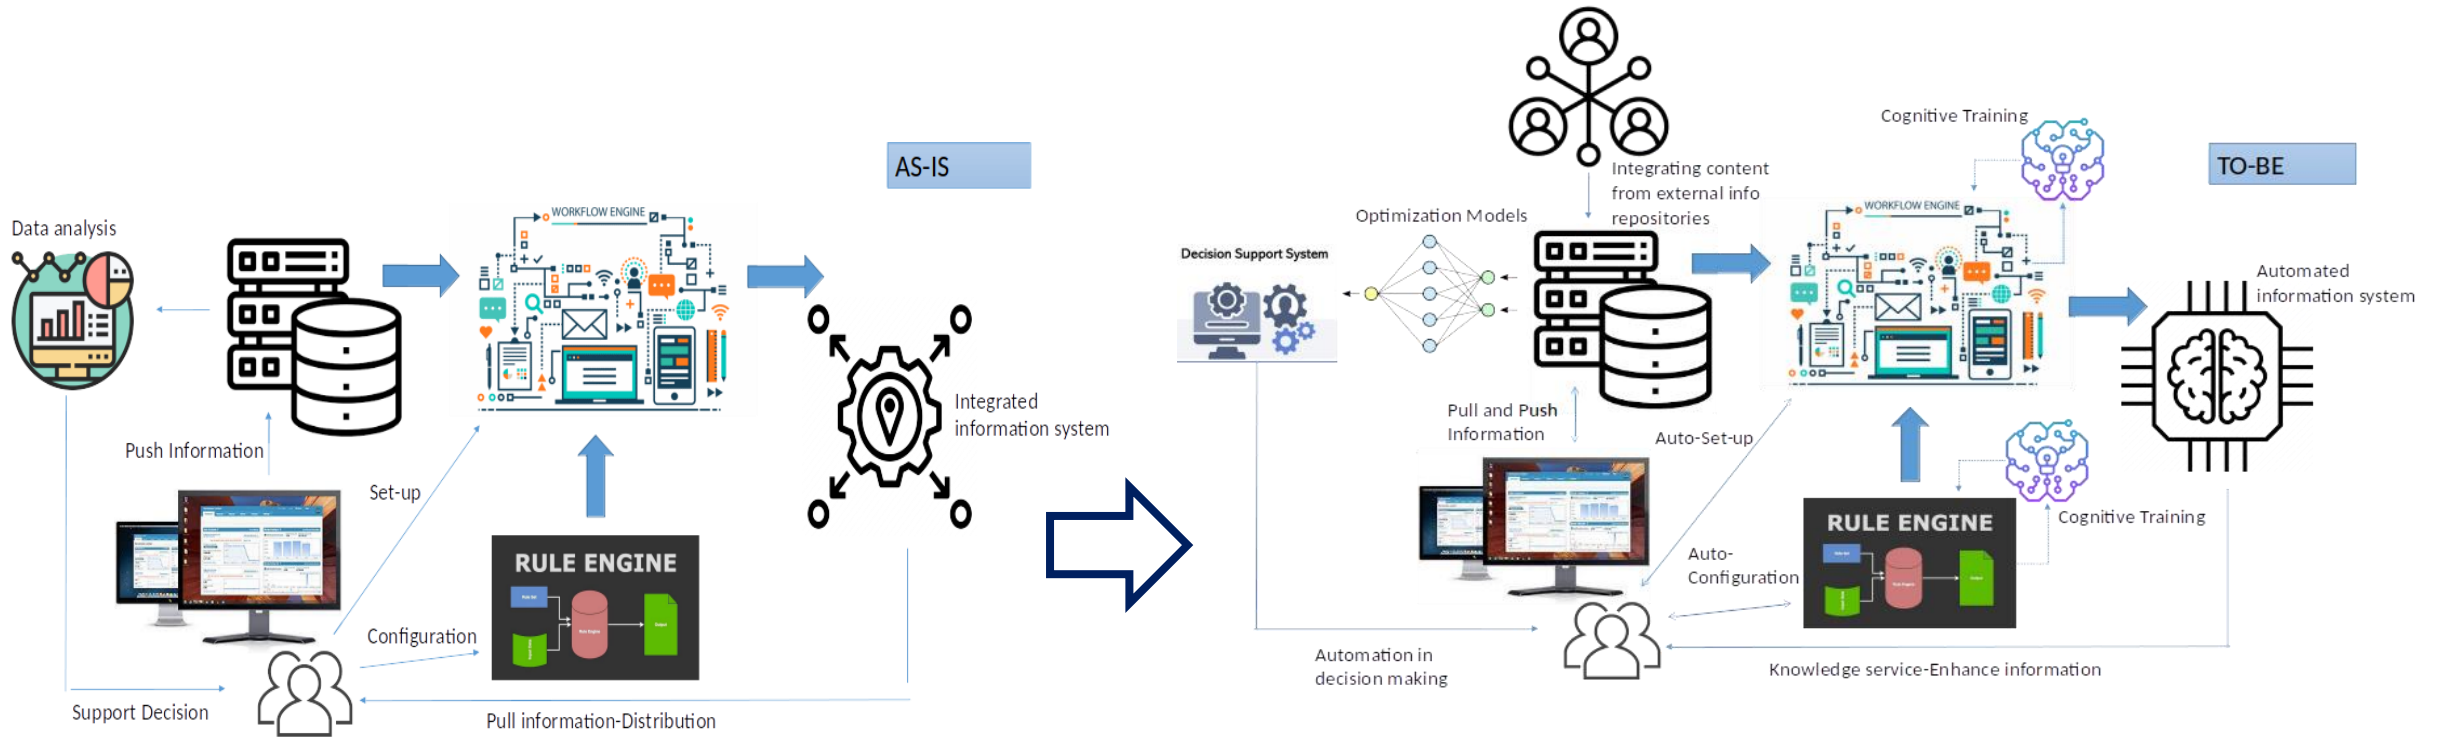 AS-IS
Data analysis
WORKFLOW ENGINE
Integrated
information system
Push Information
Set-up
RULE ENGINE
Configuration
Support Decision
Pull information-Distribution
TO-BE
Cognitive Training
Integrating content
from external info
repositories
Optimization Models
Decision Support System
WORKFLOW ENGINE
Automated
information system
Pull and Push
Information
Auto-Set-up
RULE ENGINE
Cognitive Training
Auto-
Configuration
Automation in
decision making
Knowledge service-Enhance information